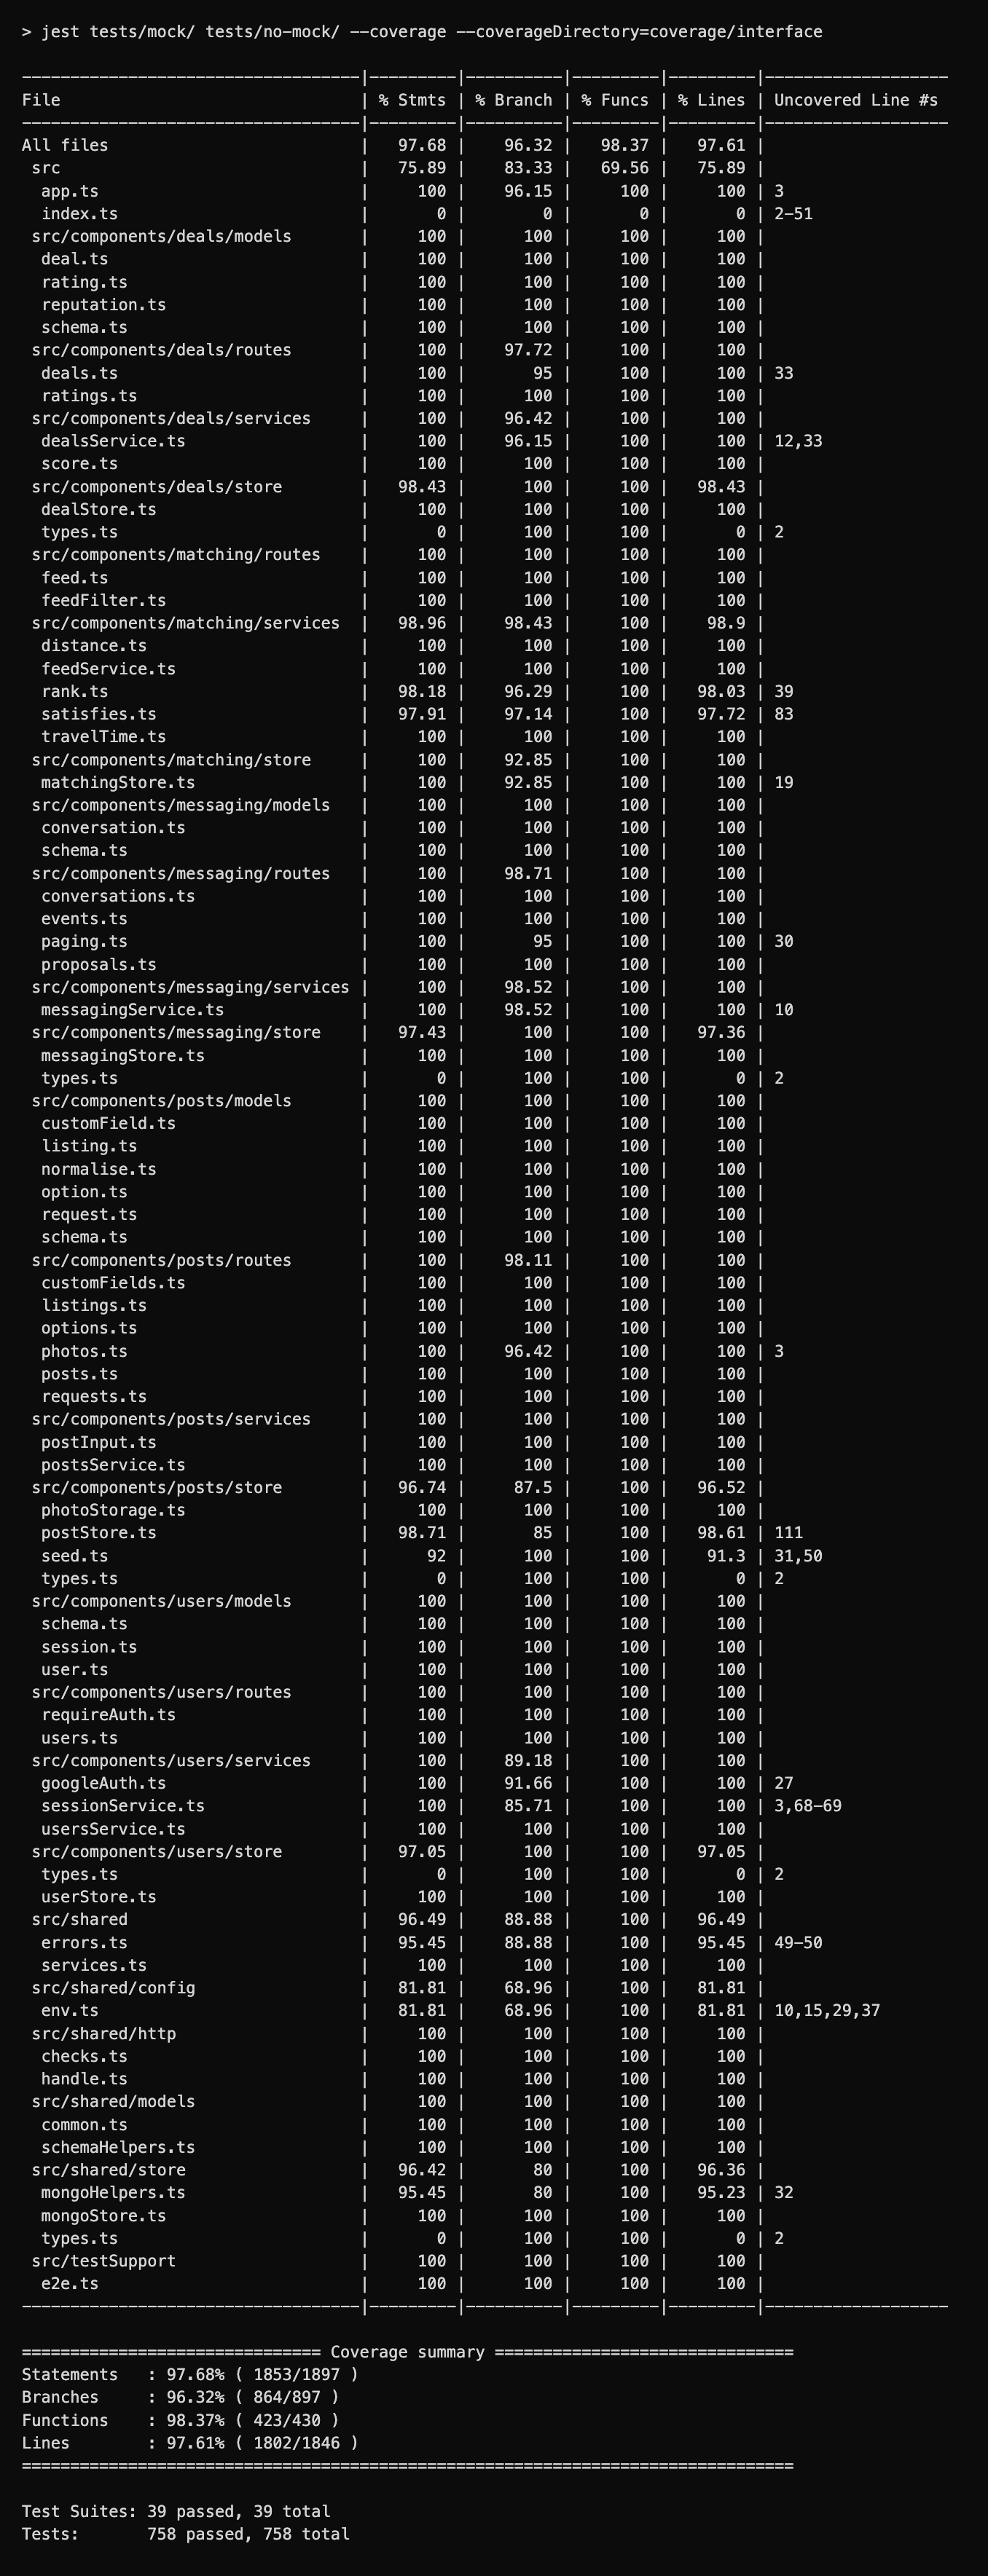 > jest tests/mock/ tests/no-mock/ --coverage --coverageDirectory=coverage/interface
-----------------------------------|---------|----------|---------|---------|-------------------
File                               | % Stmts | % Branch | % Funcs | % Lines | Uncovered Line #s
-----------------------------------|---------|----------|---------|---------|-------------------
All files                          |   97.68 |    96.32 |   98.37 |   97.61 |
 src                               |   75.89 |    83.33 |   69.56 |   75.89 |
  app.ts                           |     100 |    96.15 |     100 |     100 | 3
  index.ts                         |       0 |        0 |       0 |       0 | 2-51
 src/components/deals/models       |     100 |      100 |     100 |     100 |
  deal.ts                          |     100 |      100 |     100 |     100 |
  rating.ts                        |     100 |      100 |     100 |     100 |
  reputation.ts                    |     100 |      100 |     100 |     100 |
  schema.ts                        |     100 |      100 |     100 |     100 |
 src/components/deals/routes       |     100 |    97.72 |     100 |     100 |
  deals.ts                         |     100 |       95 |     100 |     100 | 33
  ratings.ts                       |     100 |      100 |     100 |     100 |
 src/components/deals/services     |     100 |    96.42 |     100 |     100 |
  dealsService.ts                  |     100 |    96.15 |     100 |     100 | 12,33
  score.ts                         |     100 |      100 |     100 |     100 |
 src/components/deals/store        |   98.43 |      100 |     100 |   98.43 |
  dealStore.ts                     |     100 |      100 |     100 |     100 |
  types.ts                         |       0 |      100 |     100 |       0 | 2
 src/components/matching/routes    |     100 |      100 |     100 |     100 |
  feed.ts                          |     100 |      100 |     100 |     100 |
  feedFilter.ts                    |     100 |      100 |     100 |     100 |
 src/components/matching/services  |   98.96 |    98.43 |     100 |    98.9 |
  distance.ts                      |     100 |      100 |     100 |     100 |
  feedService.ts                   |     100 |      100 |     100 |     100 |
  rank.ts                          |   98.18 |    96.29 |     100 |   98.03 | 39
  satisfies.ts                     |   97.91 |    97.14 |     100 |   97.72 | 83
  travelTime.ts                    |     100 |      100 |     100 |     100 |
 src/components/matching/store     |     100 |    92.85 |     100 |     100 |
  matchingStore.ts                 |     100 |    92.85 |     100 |     100 | 19
 src/components/messaging/models   |     100 |      100 |     100 |     100 |
  conversation.ts                  |     100 |      100 |     100 |     100 |
  schema.ts                        |     100 |      100 |     100 |     100 |
 src/components/messaging/routes   |     100 |    98.71 |     100 |     100 |
  conversations.ts                 |     100 |      100 |     100 |     100 |
  events.ts                        |     100 |      100 |     100 |     100 |
  paging.ts                        |     100 |       95 |     100 |     100 | 30
  proposals.ts                     |     100 |      100 |     100 |     100 |
 src/components/messaging/services |     100 |    98.52 |     100 |     100 |
  messagingService.ts              |     100 |    98.52 |     100 |     100 | 10
 src/components/messaging/store    |   97.43 |      100 |     100 |   97.36 |
  messagingStore.ts                |     100 |      100 |     100 |     100 |
  types.ts                         |       0 |      100 |     100 |       0 | 2
 src/components/posts/models       |     100 |      100 |     100 |     100 |
  customField.ts                   |     100 |      100 |     100 |     100 |
  listing.ts                       |     100 |      100 |     100 |     100 |
  normalise.ts                     |     100 |      100 |     100 |     100 |
  option.ts                        |     100 |      100 |     100 |     100 |
  request.ts                       |     100 |      100 |     100 |     100 |
  schema.ts                        |     100 |      100 |     100 |     100 |
 src/components/posts/routes       |     100 |    98.11 |     100 |     100 |
  customFields.ts                  |     100 |      100 |     100 |     100 |
  listings.ts                      |     100 |      100 |     100 |     100 |
  options.ts                       |     100 |      100 |     100 |     100 |
  photos.ts                        |     100 |    96.42 |     100 |     100 | 3
  posts.ts                         |     100 |      100 |     100 |     100 |
  requests.ts                      |     100 |      100 |     100 |     100 |
 src/components/posts/services     |     100 |      100 |     100 |     100 |
  postInput.ts                     |     100 |      100 |     100 |     100 |
  postsService.ts                  |     100 |      100 |     100 |     100 |
 src/components/posts/store        |   96.74 |     87.5 |     100 |   96.52 |
  photoStorage.ts                  |     100 |      100 |     100 |     100 |
  postStore.ts                     |   98.71 |       85 |     100 |   98.61 | 111
  seed.ts                          |      92 |      100 |     100 |    91.3 | 31,50
  types.ts                         |       0 |      100 |     100 |       0 | 2
 src/components/users/models       |     100 |      100 |     100 |     100 |
  schema.ts                        |     100 |      100 |     100 |     100 |
  session.ts                       |     100 |      100 |     100 |     100 |
  user.ts                          |     100 |      100 |     100 |     100 |
 src/components/users/routes       |     100 |      100 |     100 |     100 |
  requireAuth.ts                   |     100 |      100 |     100 |     100 |
  users.ts                         |     100 |      100 |     100 |     100 |
 src/components/users/services     |     100 |    89.18 |     100 |     100 |
  googleAuth.ts                    |     100 |    91.66 |     100 |     100 | 27
  sessionService.ts                |     100 |    85.71 |     100 |     100 | 3,68-69
  usersService.ts                  |     100 |      100 |     100 |     100 |
 src/components/users/store        |   97.05 |      100 |     100 |   97.05 |
  types.ts                         |       0 |      100 |     100 |       0 | 2
  userStore.ts                     |     100 |      100 |     100 |     100 |
 src/shared                        |   96.49 |    88.88 |     100 |   96.49 |
  errors.ts                        |   95.45 |    88.88 |     100 |   95.45 | 49-50
  services.ts                      |     100 |      100 |     100 |     100 |
 src/shared/config                 |   81.81 |    68.96 |     100 |   81.81 |
  env.ts                           |   81.81 |    68.96 |     100 |   81.81 | 10,15,29,37
 src/shared/http                   |     100 |      100 |     100 |     100 |
  checks.ts                        |     100 |      100 |     100 |     100 |
  handle.ts                        |     100 |      100 |     100 |     100 |
 src/shared/models                 |     100 |      100 |     100 |     100 |
  common.ts                        |     100 |      100 |     100 |     100 |
  schemaHelpers.ts                 |     100 |      100 |     100 |     100 |
 src/shared/store                  |   96.42 |       80 |     100 |   96.36 |
  mongoHelpers.ts                  |   95.45 |       80 |     100 |   95.23 | 32
  mongoStore.ts                    |     100 |      100 |     100 |     100 |
  types.ts                         |       0 |      100 |     100 |       0 | 2
 src/testSupport                   |     100 |      100 |     100 |     100 |
  e2e.ts                           |     100 |      100 |     100 |     100 |
-----------------------------------|---------|----------|---------|---------|-------------------
=============================== Coverage summary ===============================
Statements   : 97.68% ( 1853/1897 )
Branches     : 96.32% ( 864/897 )
Functions    : 98.37% ( 423/430 )
Lines        : 97.61% ( 1802/1846 )
================================================================================
Test Suites: 39 passed, 39 total
Tests:       758 passed, 758 total